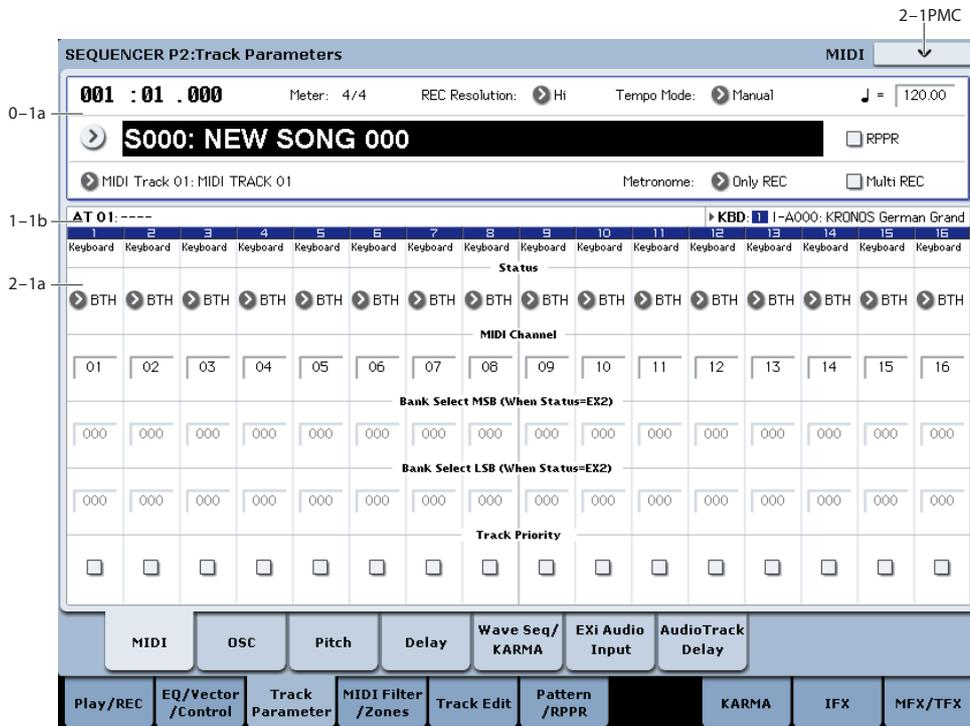 2–1PMC
SEQUENCER P2:Track Parameters MIDI
0–1a
001 :01 .000 Meter: 4/4 REC Resolution: Hi Tempo Mode: Manual ♩ = 120.00
S000: NEW SONG 000 RPPR
MIDI Track 01: MIDI TRACK 01 Metronome: Only REC Multi REC
1–1b
AT 01: ---- KBD: 1 I-A000: KRONOS German Grand
1 2 3 4 5 6 7 8 9 10 11 12 13 14 15 16
Keyboard Keyboard Keyboard Keyboard Keyboard Keyboard Keyboard Keyboard Keyboard Keyboard Keyboard Keyboard Keyboard Keyboard Keyboard Keyboard
Status
2–1a
BTH BTH BTH BTH BTH BTH BTH BTH BTH BTH BTH BTH BTH BTH BTH BTH
MIDI Channel
01 02 03 04 05 06 07 08 09 10 11 12 13 14 15 16
Bank Select MSB (When Status=EX2)
000 000 000 000 000 000 000 000 000 000 000 000 000 000 000 000
Bank Select LSB (When Status=EX2)
000 000 000 000 000 000 000 000 000 000 000 000 000 000 000 000
Track Priority
MIDI OSC Pitch Delay Wave Seq/ KARMA EXi Audio Input AudioTrack Delay
Play/REC EQ/Vector /Control Track Parameter MIDI Filter /Zones Track Edit Pattern /RPPR KARMA IFX MFX/TFX